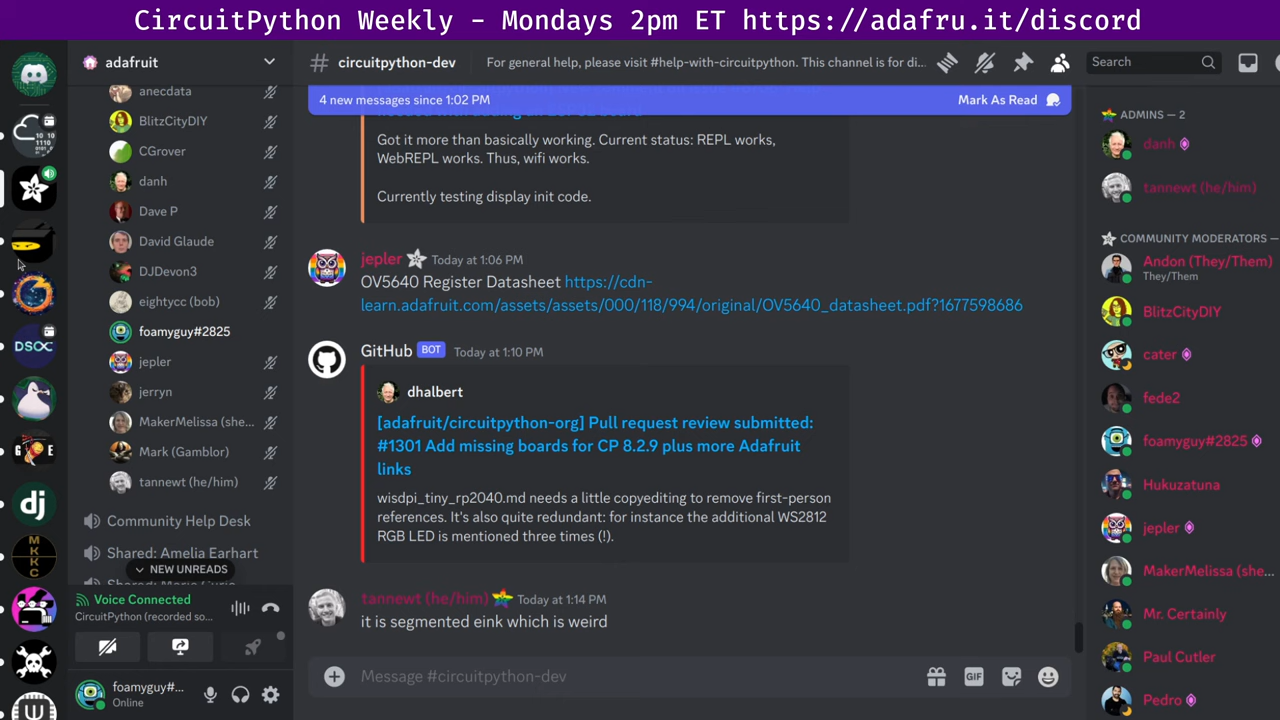 CircuitPython Weekly - Mondays 2pm ET https://adafru.it/discord
adafruit
anecdata
BlitzCityDIY
CGrover
danh
Dave P
David Glaude
DJDevon3
eightycc (bob)
foamyguy#2825
jepler
jerryn
MakerMelissa (she...
Mark (Gamblor)
tannewt (he/him)
Community Help Desk
Shared: Amelia Earhart
NEW UNREADS
Voice Connected
CircuitPython (recorded so...
foamyguy#...
Online
circuitpython-dev
For general help, please visit #help-with-circuitpython. This channel is for di...
Search
4 new messages since 1:02 PM
Mark As Read
Got it more than basically working. Current status: REPL works,
WebREPL works. Thus, wifi works.
Currently testing display init code.
jepler Today at 1:06 PM
OV5640 Register Datasheet https://cdn-
learn.adafruit.com/assets/assets/000/118/994/original/OV5640_datasheet.pdf?1677598686
GitHub BOT Today at 1:10 PM
dhalbert
[adafruit/circuitpython-org] Pull request review submitted:
#1301 Add missing boards for CP 8.2.9 plus more Adafruit
links
wisdpi_tiny_rp2040.md needs a little copyediting to remove first-person
references. It's also quite redundant: for instance the additional WS2812
RGB LED is mentioned three times (!).
tannewt (he/him) Today at 1:14 PM
it is segmented eink which is weird
Message #circuitpython-dev
GIF
ADMINS — 2
danh
tannewt (he/him)
COMMUNITY MODERATORS —
Andon (They/Them)
They/Them
BlitzCityDIY
cater
fede2
foamyguy#2825
Hukuzatuna
jepler
MakerMelissa (she...
Mr. Certainly
Paul Cutler
Pedro
DSOC
dj
MKKC